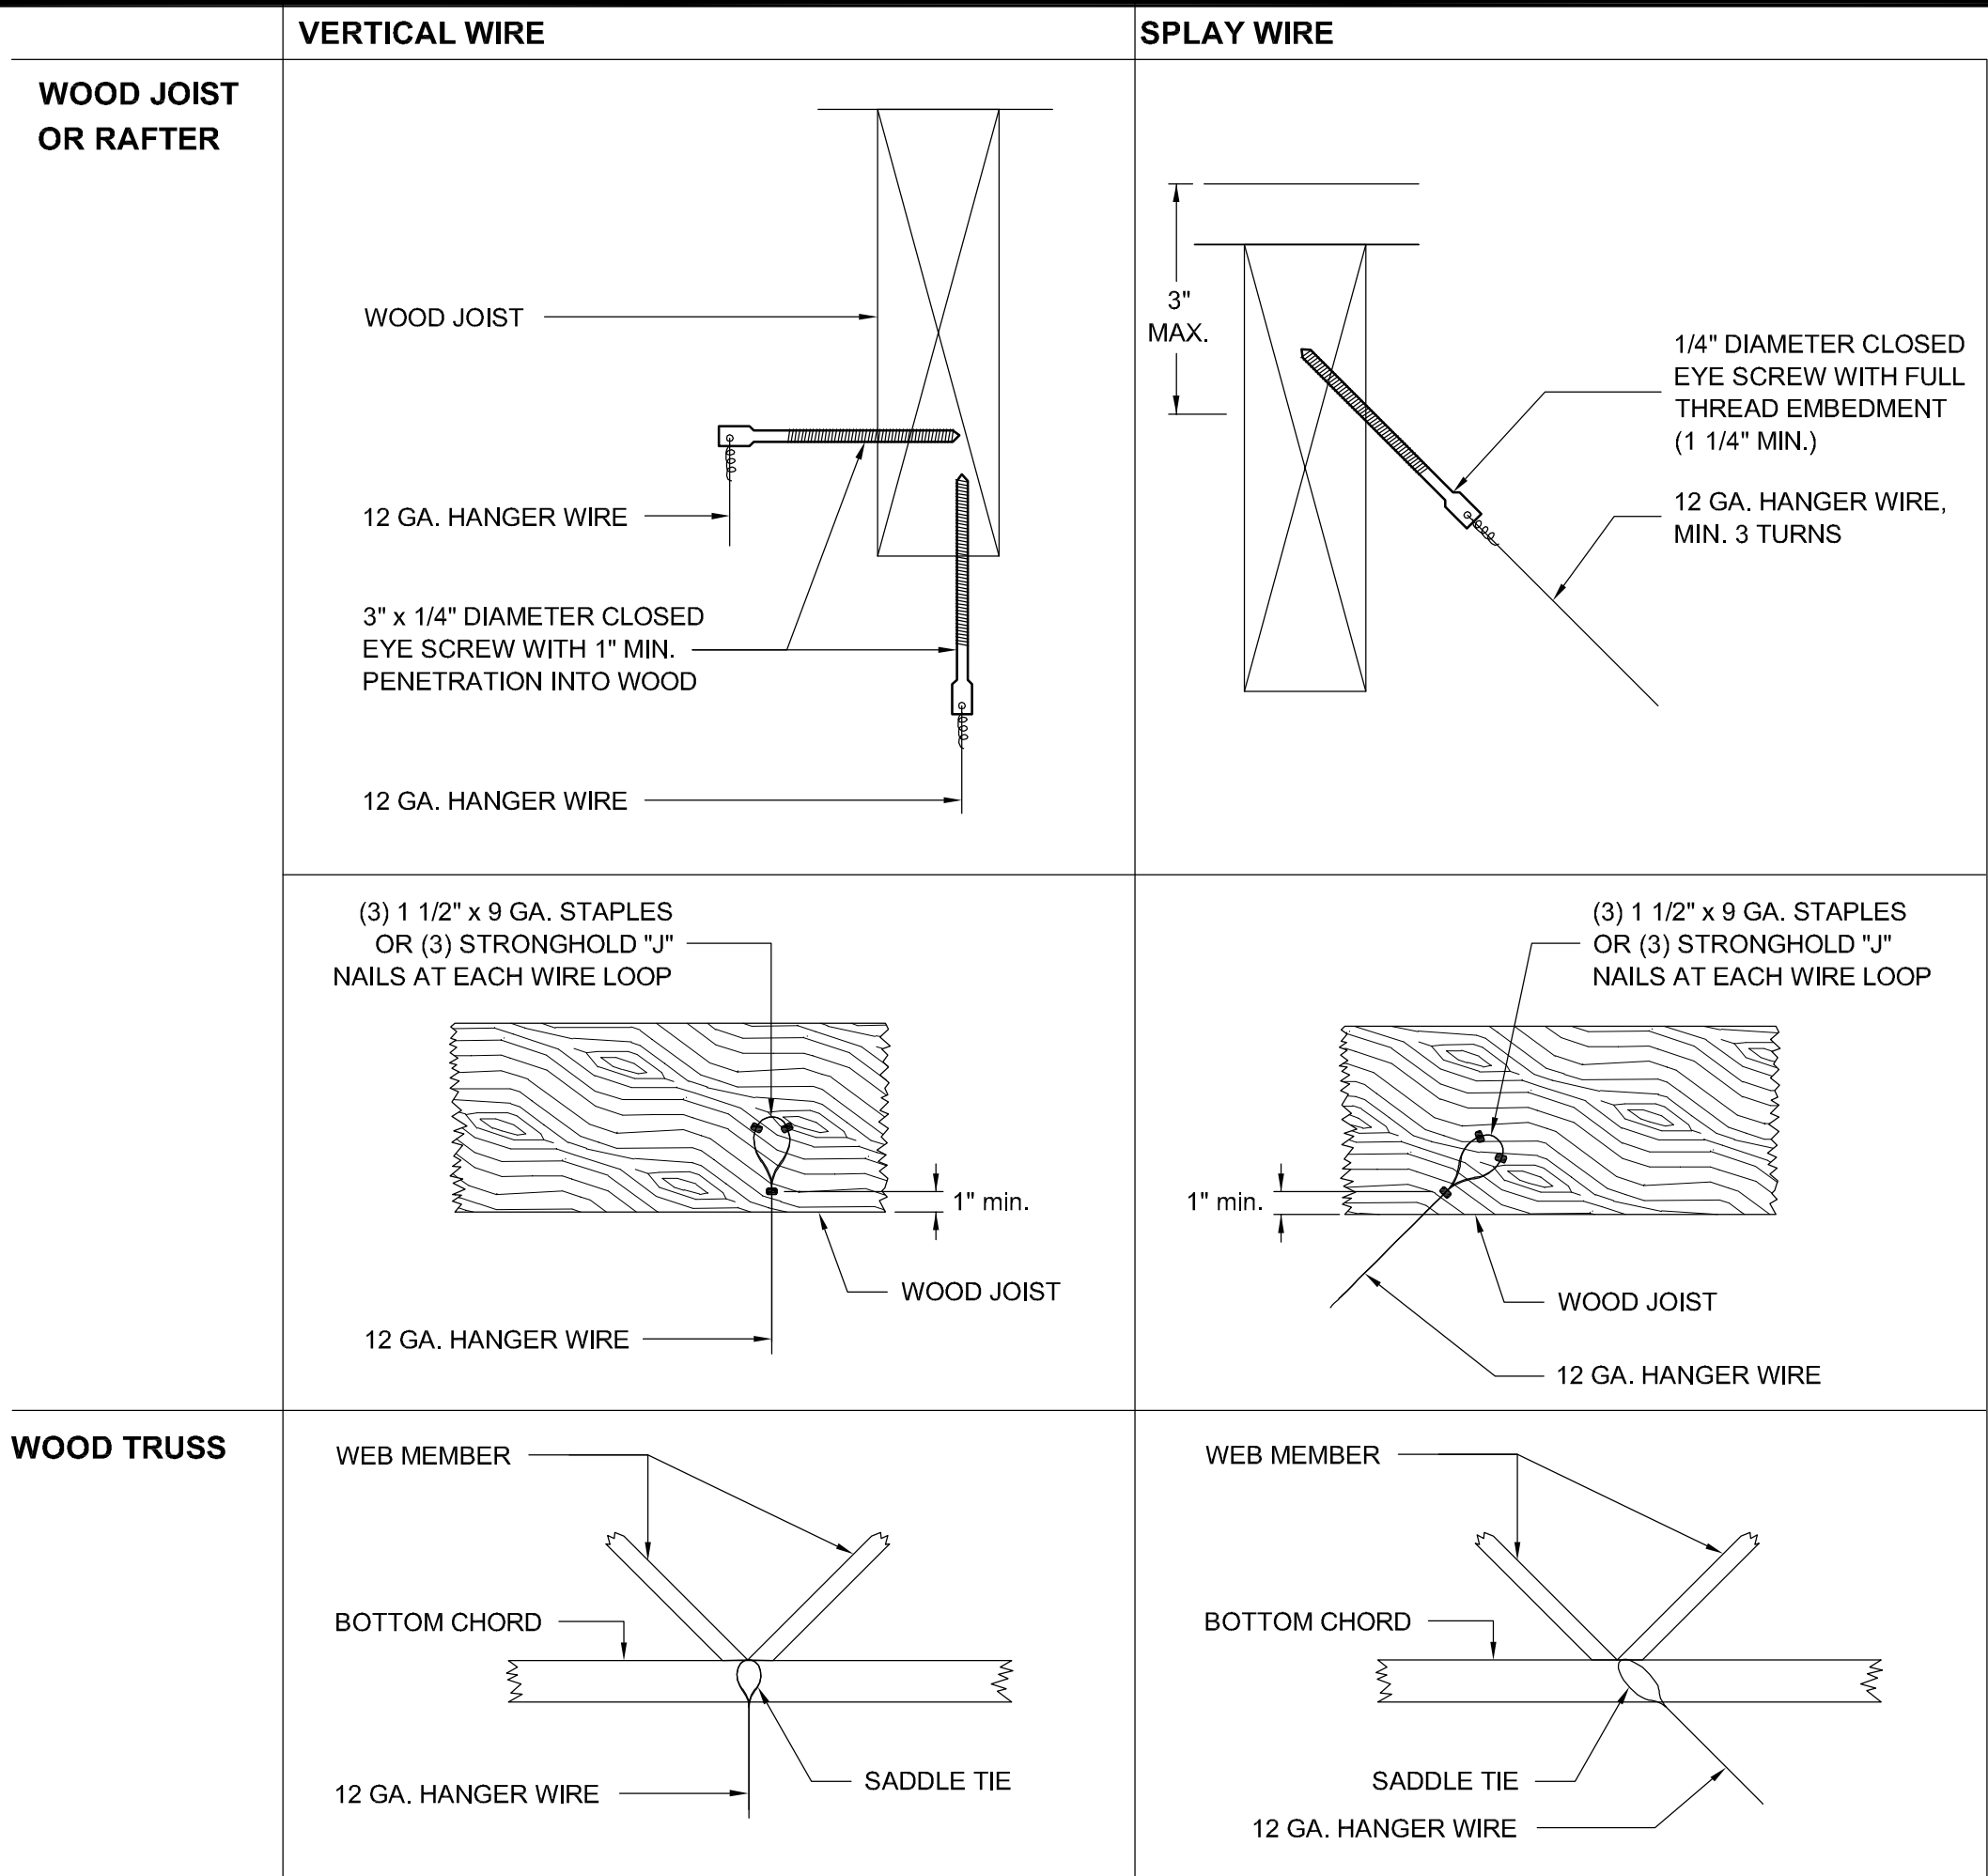 VERTICAL WIRE
SPLAY WIRE
WOOD JOIST
OR RAFTER
WOOD JOIST
12 GA. HANGER WIRE
3" x 1/4" DIAMETER CLOSED
EYE SCREW WITH 1" MIN.
PENETRATION INTO WOOD
12 GA. HANGER WIRE
3"
MAX.
1/4" DIAMETER CLOSED
EYE SCREW WITH FULL
THREAD EMBEDMENT
(1 1/4" MIN.)
12 GA. HANGER WIRE,
MIN. 3 TURNS
(3) 1 1/2" x 9 GA. STAPLES
OR (3) STRONGHOLD "J"
NAILS AT EACH WIRE LOOP
1" min.
WOOD JOIST
12 GA. HANGER WIRE
(3) 1 1/2" x 9 GA. STAPLES
OR (3) STRONGHOLD "J"
NAILS AT EACH WIRE LOOP
1" min.
WOOD JOIST
12 GA. HANGER WIRE
WOOD TRUSS
WEB MEMBER
BOTTOM CHORD
SADDLE TIE
12 GA. HANGER WIRE
WEB MEMBER
BOTTOM CHORD
SADDLE TIE
12 GA. HANGER WIRE